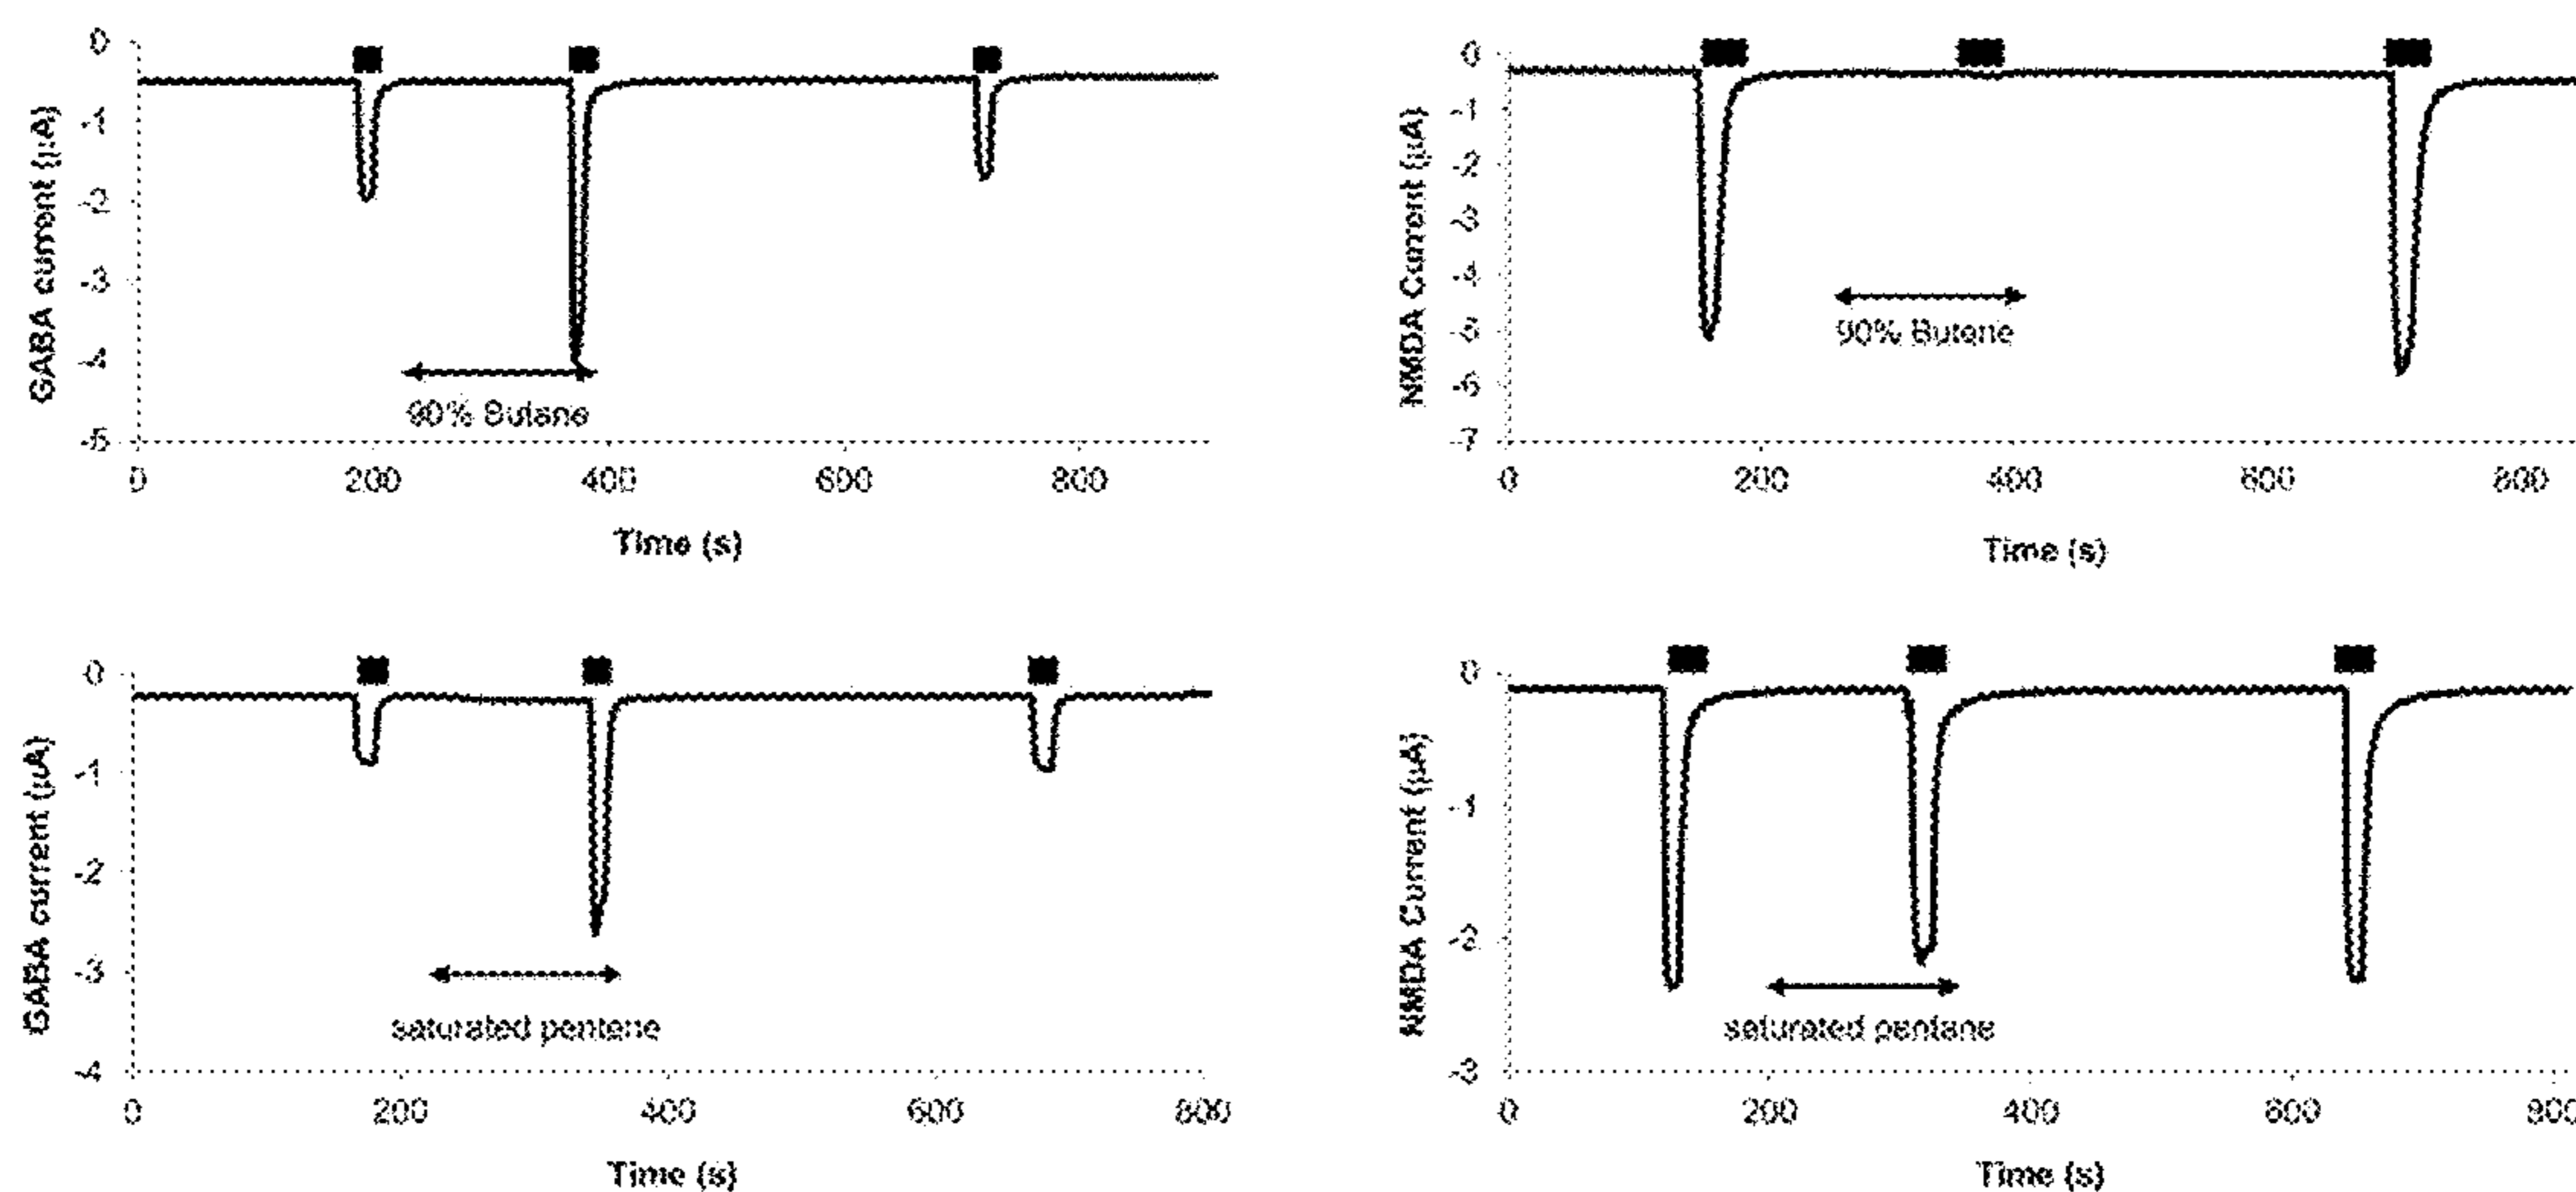 GABA current (μA)
0
-1
-2
-3
-4
-5
90% Butane
0 200 400 600 800
Time (s)
NMDA Current (μA)
0
-1
-2
-3
-4
-5
-6
-7
90% Butane
0 200 400 600 800
Time (s)
GABA current (μA)
0
-1
-2
-3
-4
saturated pentane
0 200 400 600 800
Time (s)
NMDA Current (μA)
0
-1
-2
-3
saturated pentane
0 200 400 600 800
Time (s)